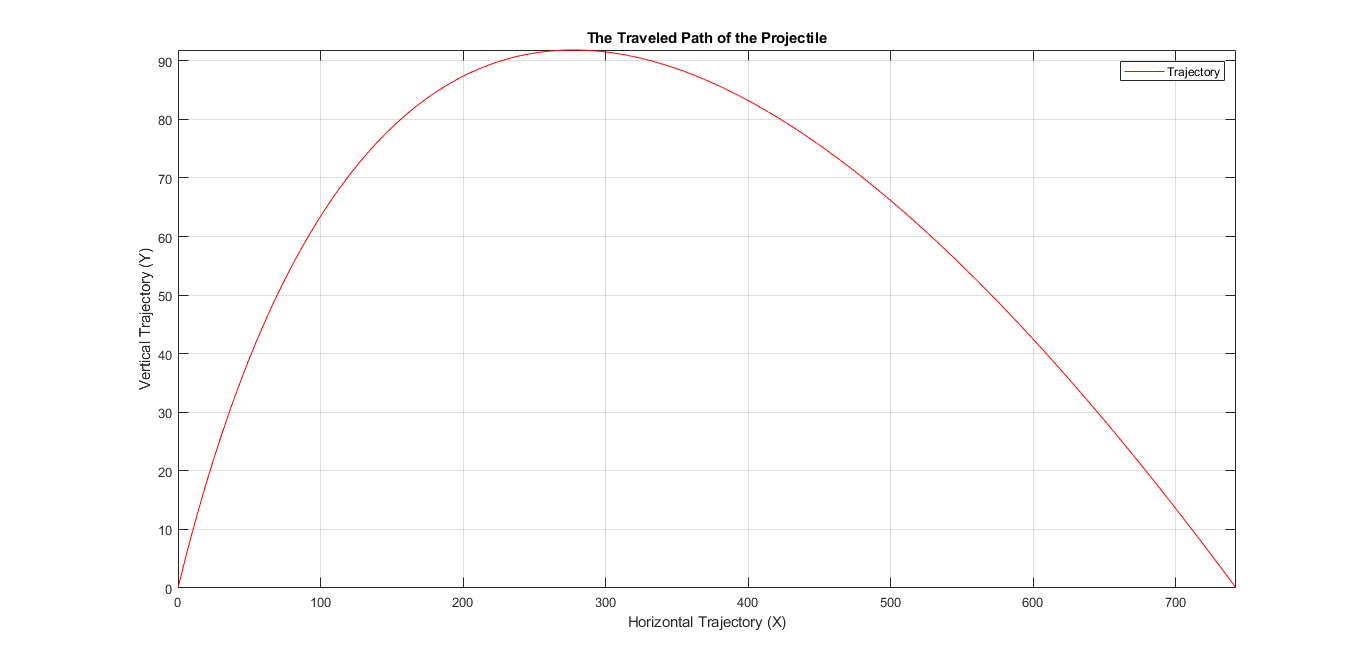 The Traveled Path of the Projectile
Trajectory
Vertical Trajectory (Y)
90
80
70
60
50
40
30
20
10
0
0 100 200 300 400 500 600 700
Horizontal Trajectory (X)